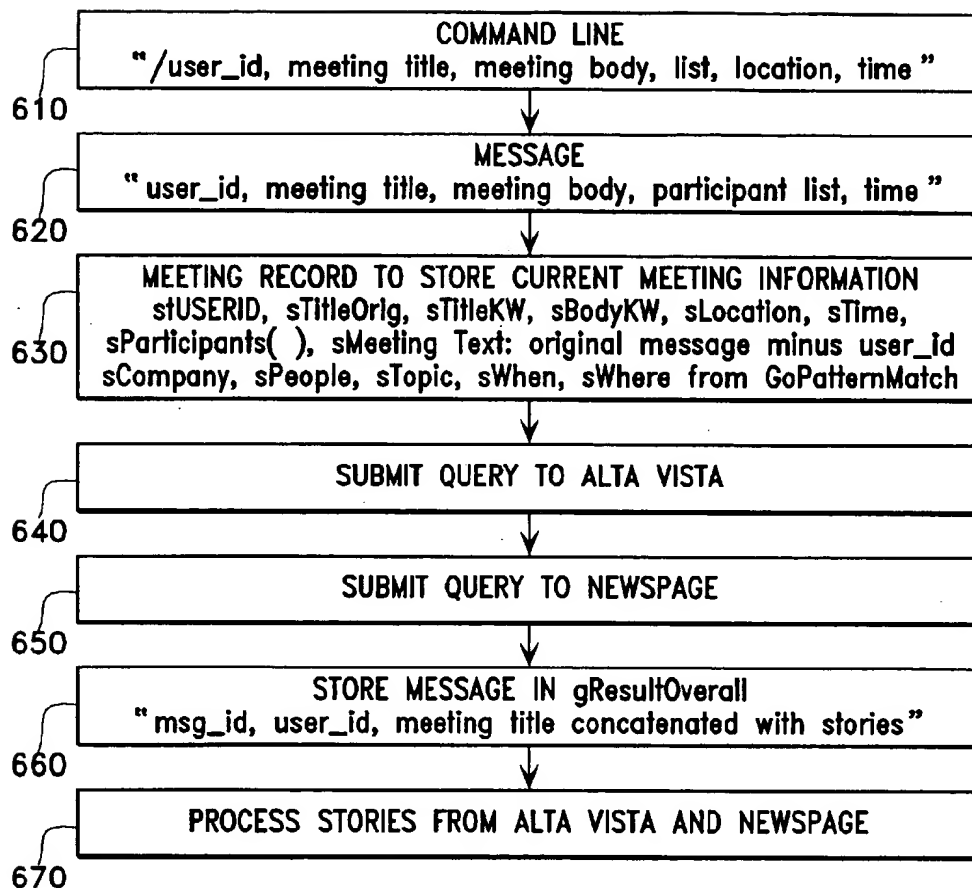 COMMAND LINE
"/user_id, meeting title, meeting body, list, location, time"
610
MESSAGE
"user_id, meeting title, meeting body, participant list, time"
620
MEETING RECORD TO STORE CURRENT MEETING INFORMATION
stUSERID, sTitleOrig, sTitleKW, sBodyKW, sLocation, sTime,
sParticipants( ), sMeeting Text: original message minus user_id
sCompany, sPeople, sTopic, sWhen, sWhere from GoPatternMatch
630
SUBMIT QUERY TO ALTA VISTA
640
SUBMIT QUERY TO NEWSPAGE
650
STORE MESSAGE IN gResultOverall
"msg_id, user_id, meeting title concatenated with stories"
660
PROCESS STORIES FROM ALTA VISTA AND NEWSPAGE
670